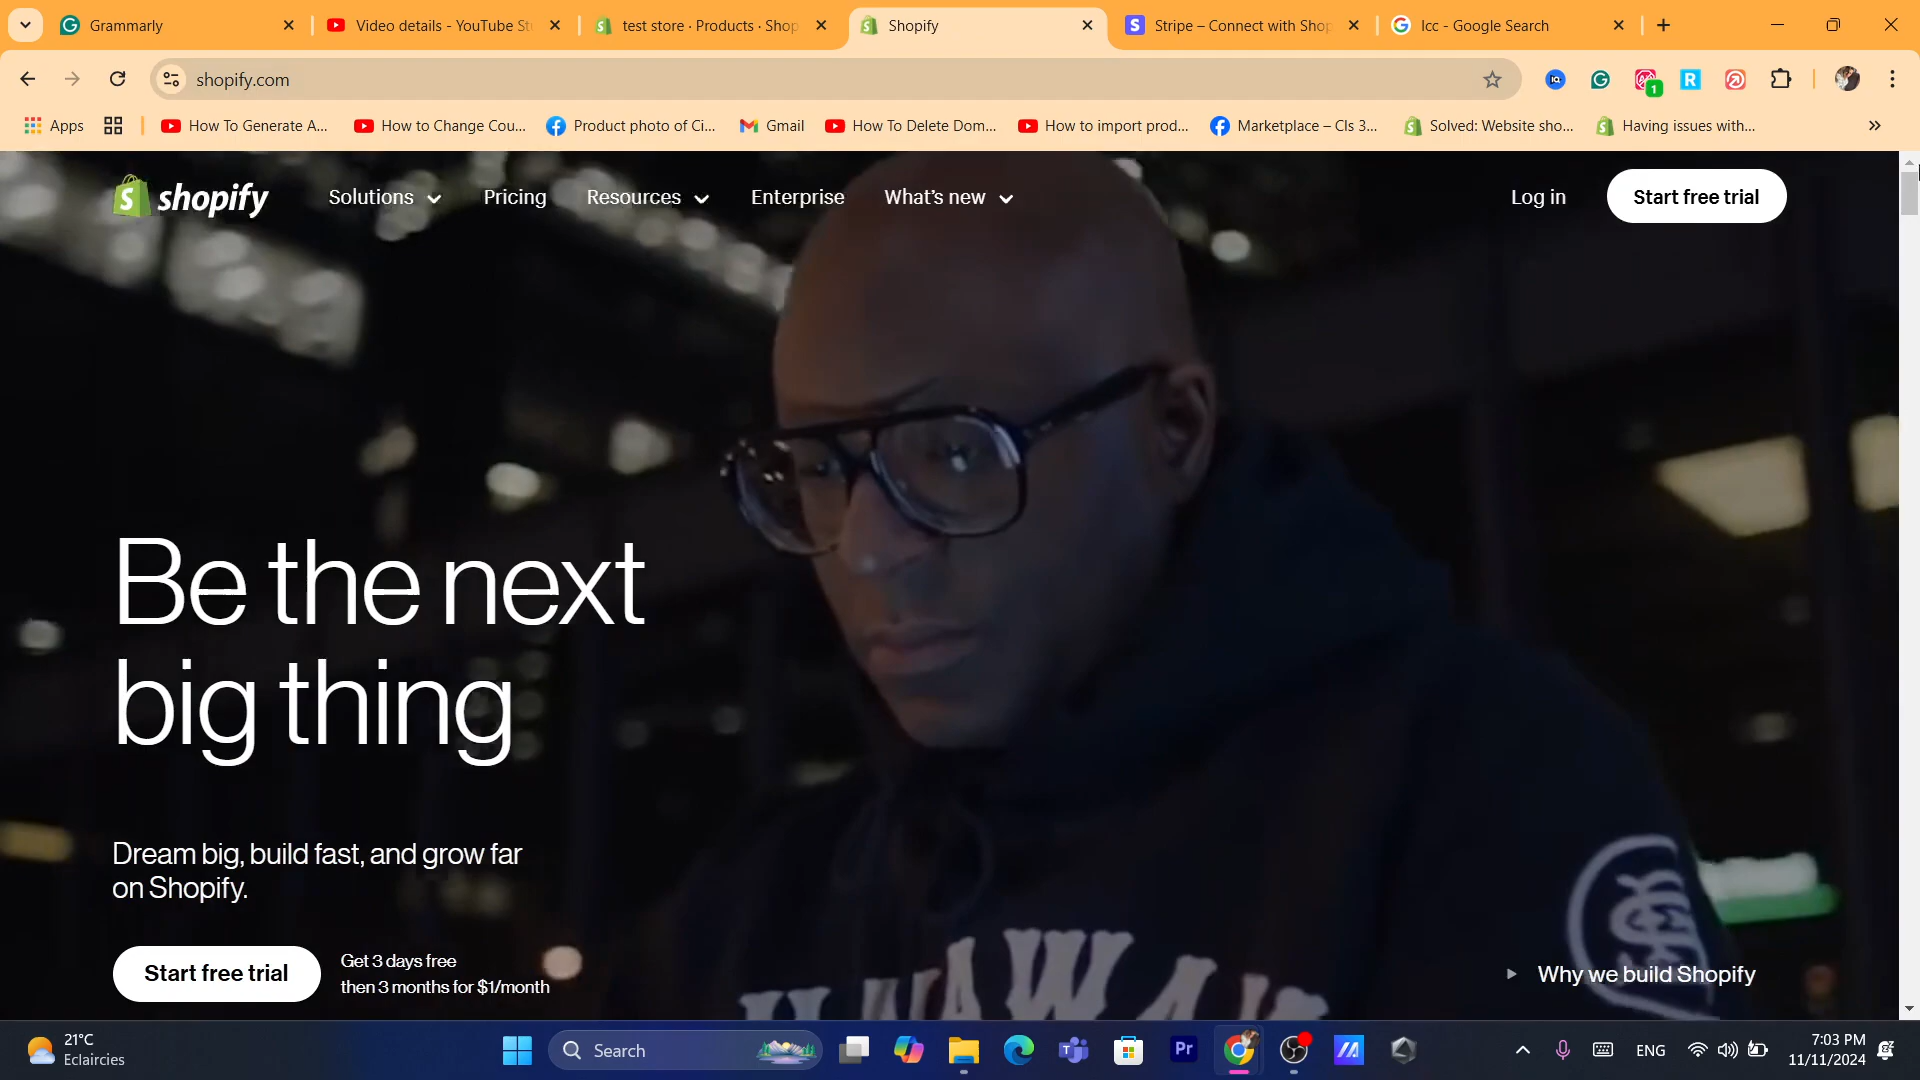 Grammarly
Video details - YouTube St
test store · Products · Shop
Shopify
Stripe – Connect with Shop
lcc - Google Search
shopify.com
Apps
How To Generate A...
How to Change Cou...
Product photo of Ci...
Gmail
How To Delete Dom...
How to import prod...
Marketplace – Cls 3...
Solved: Website sho...
Having issues with...
shopify
Solutions
Pricing
Resources
Enterprise
What's new
Log in
Start free trial
Be the next
big thing
Dream big, build fast, and grow far
on Shopify.
Start free trial
Get 3 days free
then 3 months for $1/month
Why we build Shopify
21°C
Eclaircies
Search
Pr
ENG
7:03 PM
11/11/2024